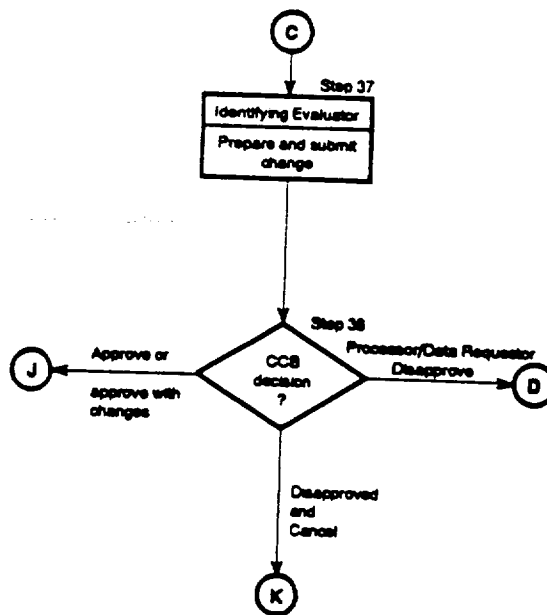 C
Step 37
Identifying Evaluator
Prepare and submit
change
Step 38
Approve or
approve with
changes
J
CCB
decision
?
Processor/Data Requestor
Disapprove
D
Disapproved
and
Cancel
K